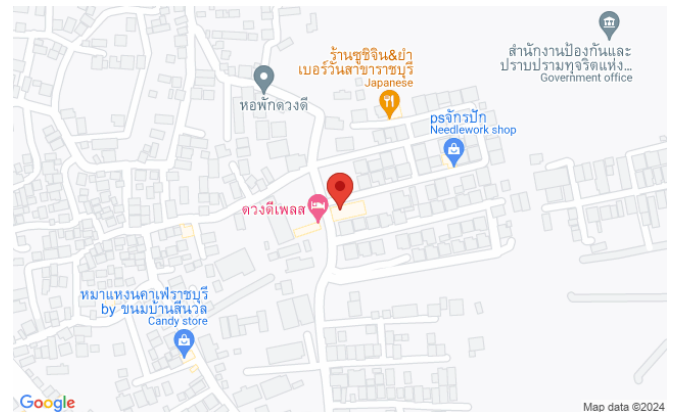 ร้านซูชิจิน&ยำ
เบอร์วันสาขาราชบุรี
Japanese
สำนักงานป้องกันและ
ปราบปรามทุจริตแห่ง...
Government office
หอพักดวงดี
psจักรปัก
Needlework shop
ดวงดีเพลส
หมาแหงนคาเฟ่ราชบุรี
by ขนมบ้านสีนวล
Candy store
Google
Map data ©2024